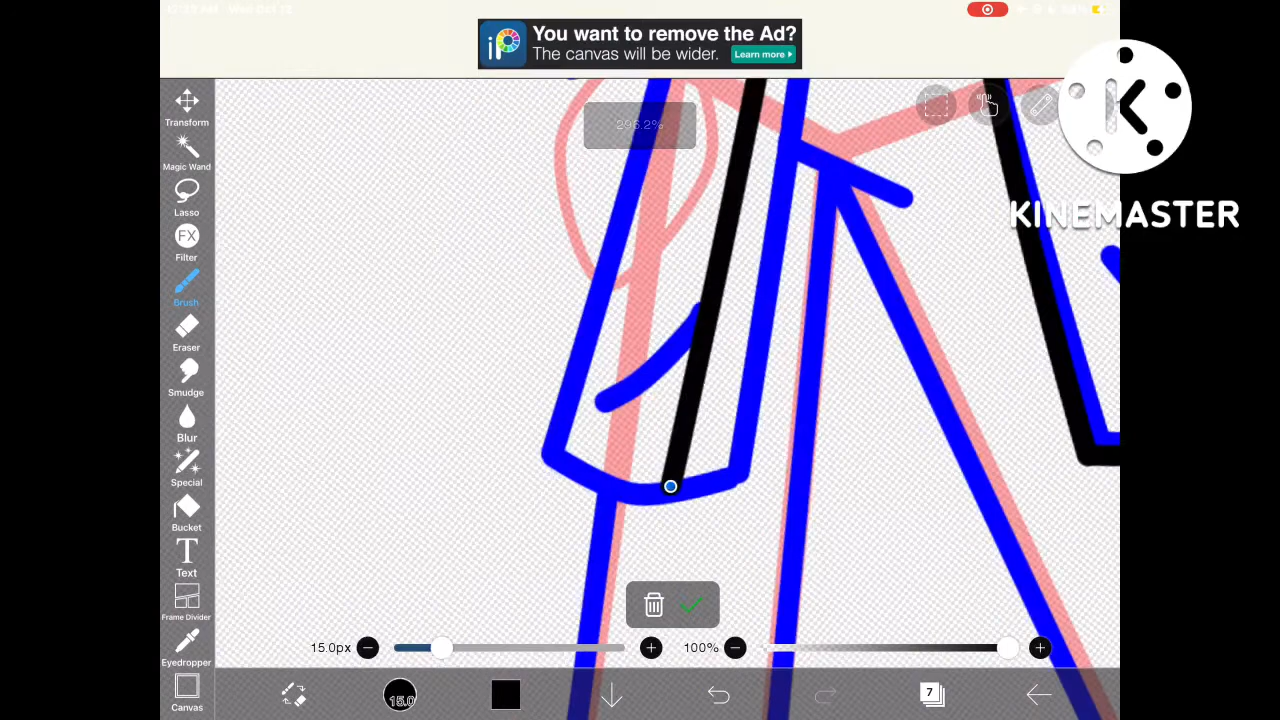 You want to remove the Ad?
The canvas will be wider.
Learn more
iP
Transform
Magic Wand
Lasso
FX
Filter
Brush
Eraser
Smudge
Blur
Special
Bucket
T
Text
Frame Divider
Eyedropper
Canvas
296.2%
K
KINEMASTER
15.0px
100%
15.0
7